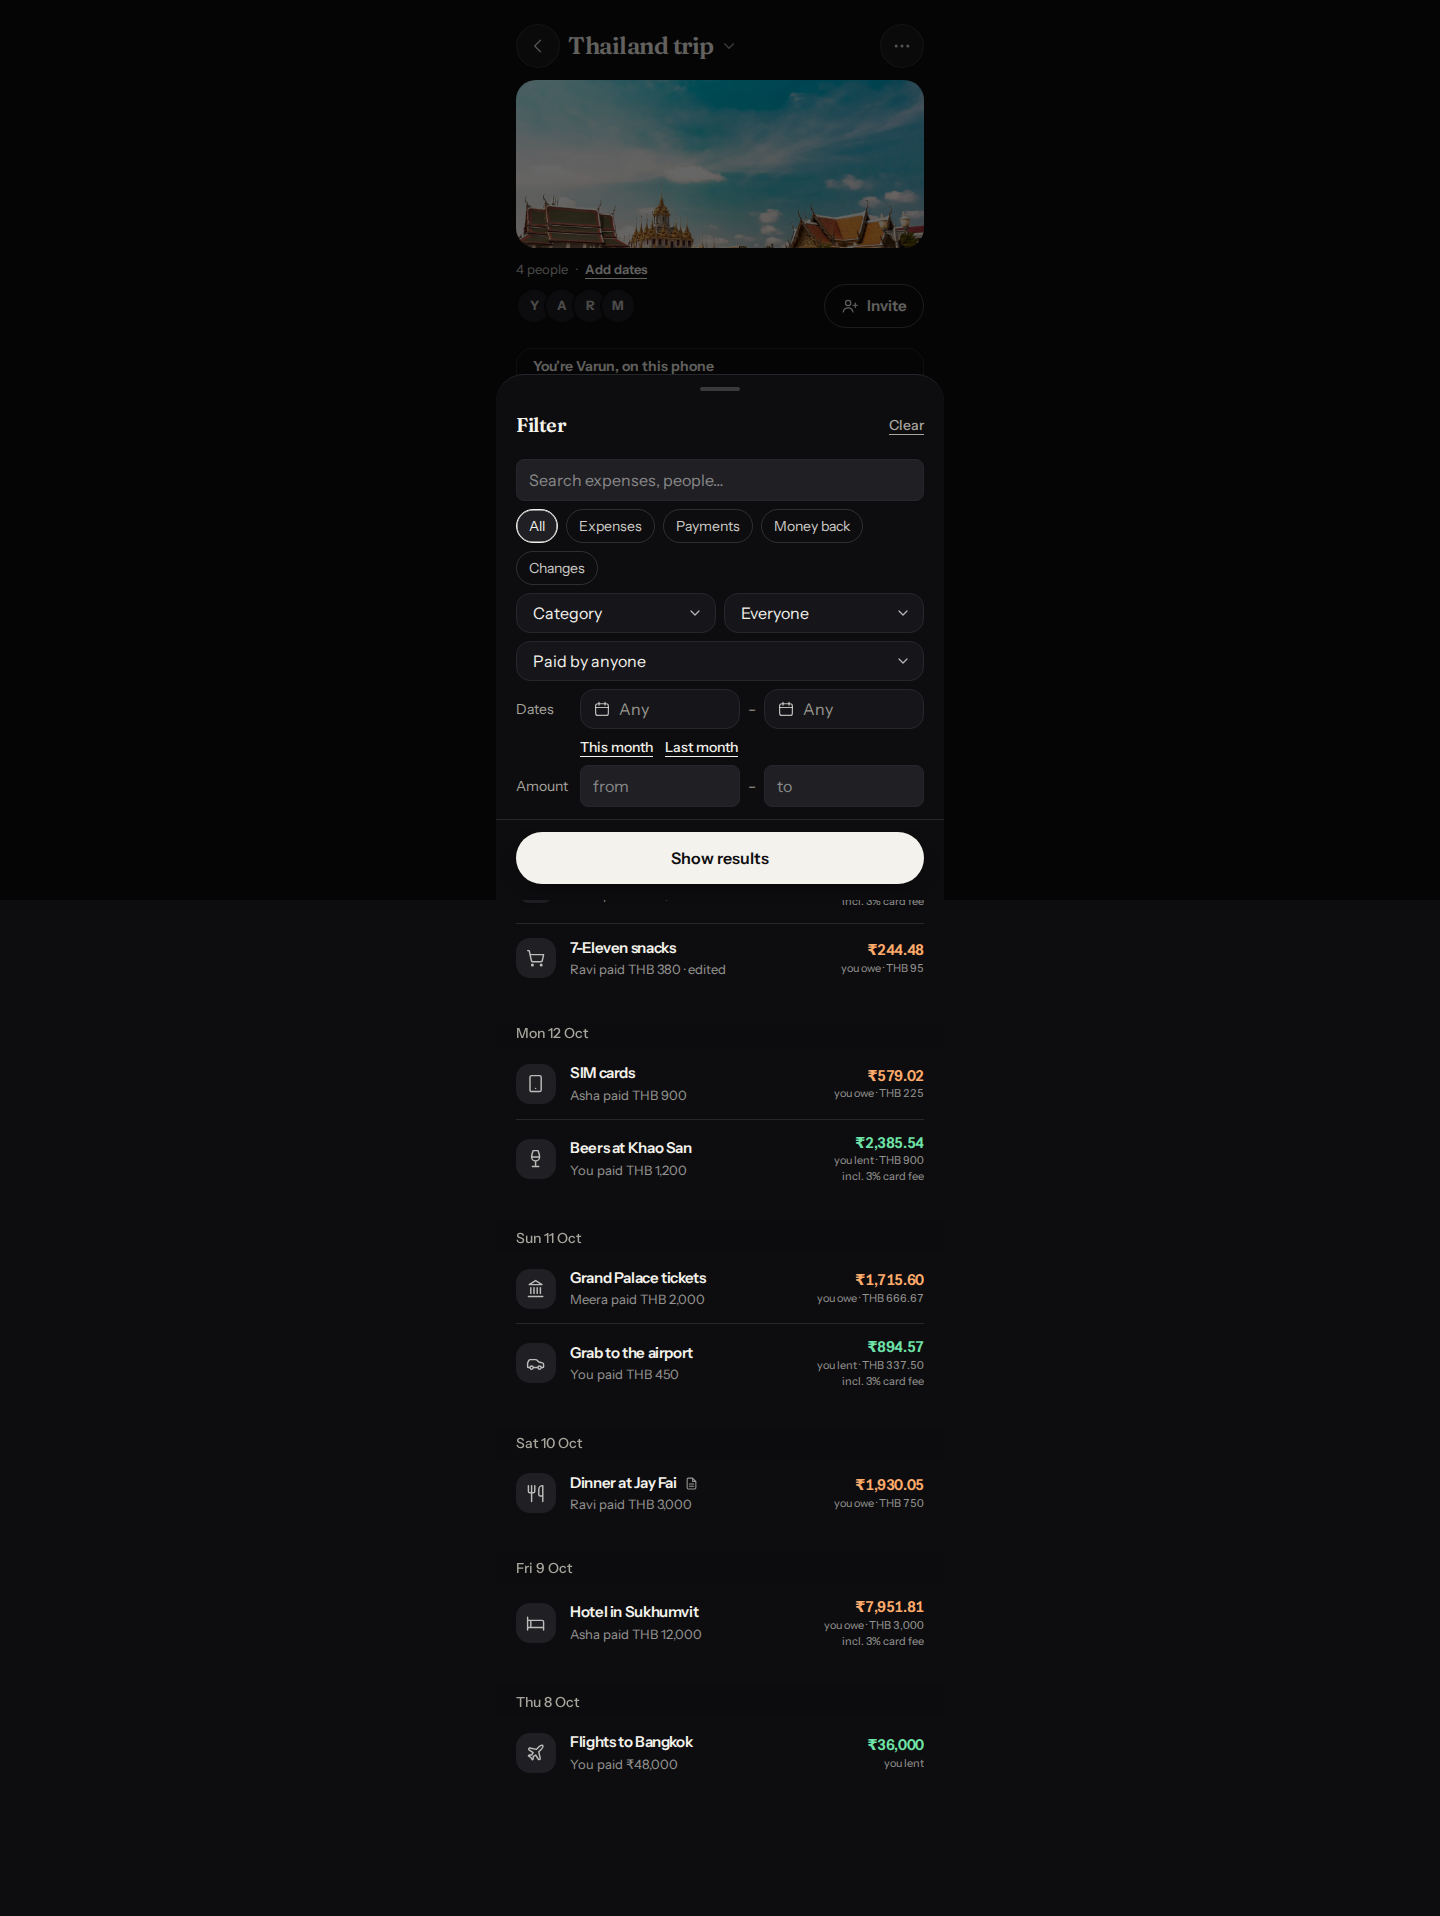 Thailand trip
4 people · Add dates
Y A R M
Invite
You're Varun, on this phone
Filter
Clear
Search expenses, people...
All
Expenses
Payments
Money back
Changes
Category
Everyone
Paid by anyone
Dates
Any
–
Any
This month
Last month
Amount
from
–
to
Show results
incl. 3% card fee
7-Eleven snacks
₹244.48
Ravi paid THB 380 · edited
you owe · THB 95
Mon 12 Oct
SIM cards
₹579.02
Asha paid THB 900
you owe · THB 225
Beers at Khao San
₹2,385.54
You paid THB 1,200
you lent · THB 900
incl. 3% card fee
Sun 11 Oct
Grand Palace tickets
₹1,715.60
Meera paid THB 2,000
you owe · THB 666.67
Grab to the airport
₹894.57
You paid THB 450
you lent · THB 337.50
incl. 3% card fee
Sat 10 Oct
Dinner at Jay Fai
₹1,930.05
Ravi paid THB 3,000
you owe · THB 750
Fri 9 Oct
Hotel in Sukhumvit
₹7,951.81
Asha paid THB 12,000
you owe · THB 3,000
incl. 3% card fee
Thu 8 Oct
Flights to Bangkok
₹36,000
You paid ₹48,000
you lent